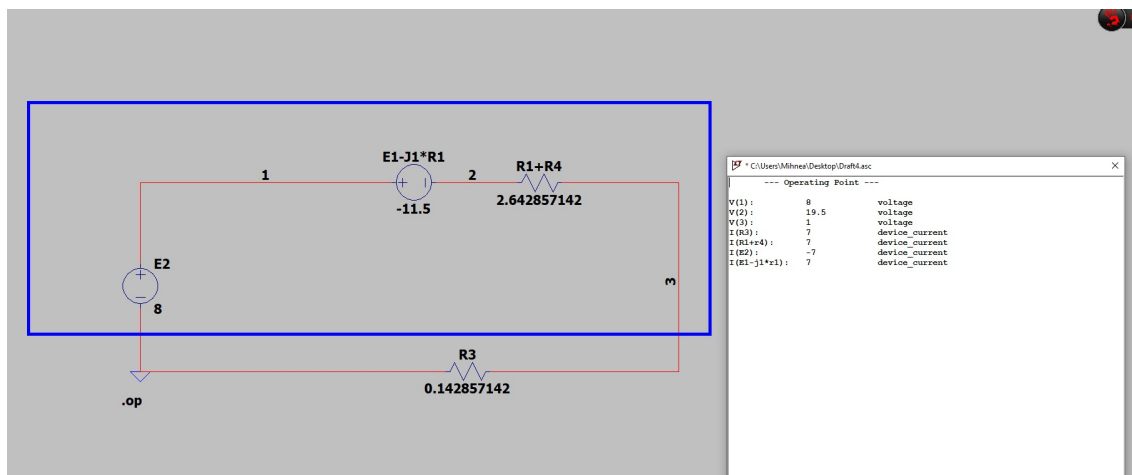 E1-J1*R1
R1+R4
1
2
+ -
-11.5
2.642857142
E2
+
-
8
3
R3
0.142857142
.op
* C:\Users\Mihnea\Desktop\Draft4.asc
--- Operating Point ---
V(1): 8 voltage
V(2): 19.5 voltage
V(3): 1 voltage
I(R3): 7 device_current
I(R1+r4): 7 device_current
I(E2): -7 device_current
I(E1-j1*r1): 7 device_current